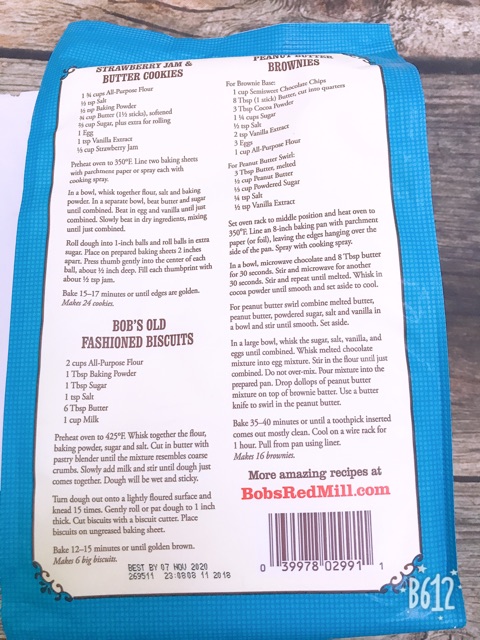 STRAWBERRY JAM &
BUTTER COOKIES
1 ¾ cups All-Purpose Flour
½ tsp Salt
½ tsp Baking Powder
¾ cup Butter (1½ sticks), softened
⅔ cup Sugar, plus extra for rolling
1 Egg
1 tsp Vanilla Extract
⅓ cup Strawberry Jam
Preheat oven to 350°F. Line two baking sheets
with parchment paper or spray each with
cooking spray.
In a bowl, whisk together flour, salt and baking
powder. In a separate bowl, beat butter and sugar
until combined. Beat in egg and vanilla until just
combined. Slowly beat in dry ingredients, mixing
until just combined.
Roll dough into 1-inch balls and roll balls in extra
sugar. Place on prepared baking sheets 2 inches
apart. Press thumb gently into the center of each
ball, about ½ inch deep. Fill each thumbprint with
about ½ tsp jam.
Bake 15–17 minutes or until edges are golden.
Makes 24 cookies.
BOB'S OLD
FASHIONED BISCUITS
2 cups All-Purpose Flour
1 Tbsp Baking Powder
1 Tbsp Sugar
1 tsp Salt
6 Tbsp Butter
1 cup Milk
Preheat oven to 425°F. Whisk together the flour,
baking powder, sugar and salt. Cut in butter with
pastry blender until the mixture resembles coarse
crumbs. Slowly add milk and stir until dough just
comes together. Dough will be wet and sticky.
Turn dough out onto a lightly floured surface and
knead 15 times. Gently roll or pat dough to 1 inch
thick. Cut biscuits with a biscuit cutter. Place
biscuits on ungreased baking sheet.
Bake 12–15 minutes or until golden brown.
Makes 6 big biscuits.
BEST BY 07 NOV 2020
269511 23:0808 11 2018
PEANUT BUTTER
BROWNIES
For Brownie Base:
1 cup Semisweet Chocolate Chips
8 Tbsp (1 stick) Butter, cut into quarters
3 Tbsp Cocoa Powder
1 ¼ cups Sugar
½ tsp Salt
2 tsp Vanilla Extract
3 Eggs
1 cup All-Purpose Flour
For Peanut Butter Swirl:
3 Tbsp Butter, melted
½ cup Peanut Butter
⅓ cup Powdered Sugar
¼ tsp Salt
½ tsp Vanilla Extract
Set oven rack to middle position and heat oven to
350°F. Line an 8-inch baking pan with parchment
paper (or foil), leaving the edges hanging over the
side of the pan. Spray with cooking spray.
In a bowl, microwave chocolate and 8 Tbsp butter
for 30 seconds. Stir and microwave for another
30 seconds. Stir and repeat until melted. Whisk in
cocoa powder until smooth and set aside to cool.
For peanut butter swirl combine melted butter,
peanut butter, powdered sugar, salt and vanilla in
a bowl and stir until smooth. Set aside.
In a large bowl, whisk the sugar, salt, vanilla, and
eggs until combined. Whisk melted chocolate
mixture into egg mixture. Stir in the flour until just
combined. Do not over-mix. Pour mixture into the
prepared pan. Drop dollops of peanut butter
mixture on top of brownie batter. Use a butter
knife to swirl in the peanut butter.
Bake 35–40 minutes or until a toothpick inserted
comes out mostly clean. Cool on a wire rack for
1 hour. Pull from pan using liner.
Makes 16 brownies.
More amazing recipes at
BobsRedMill.com
0 39978 02991 1
B612